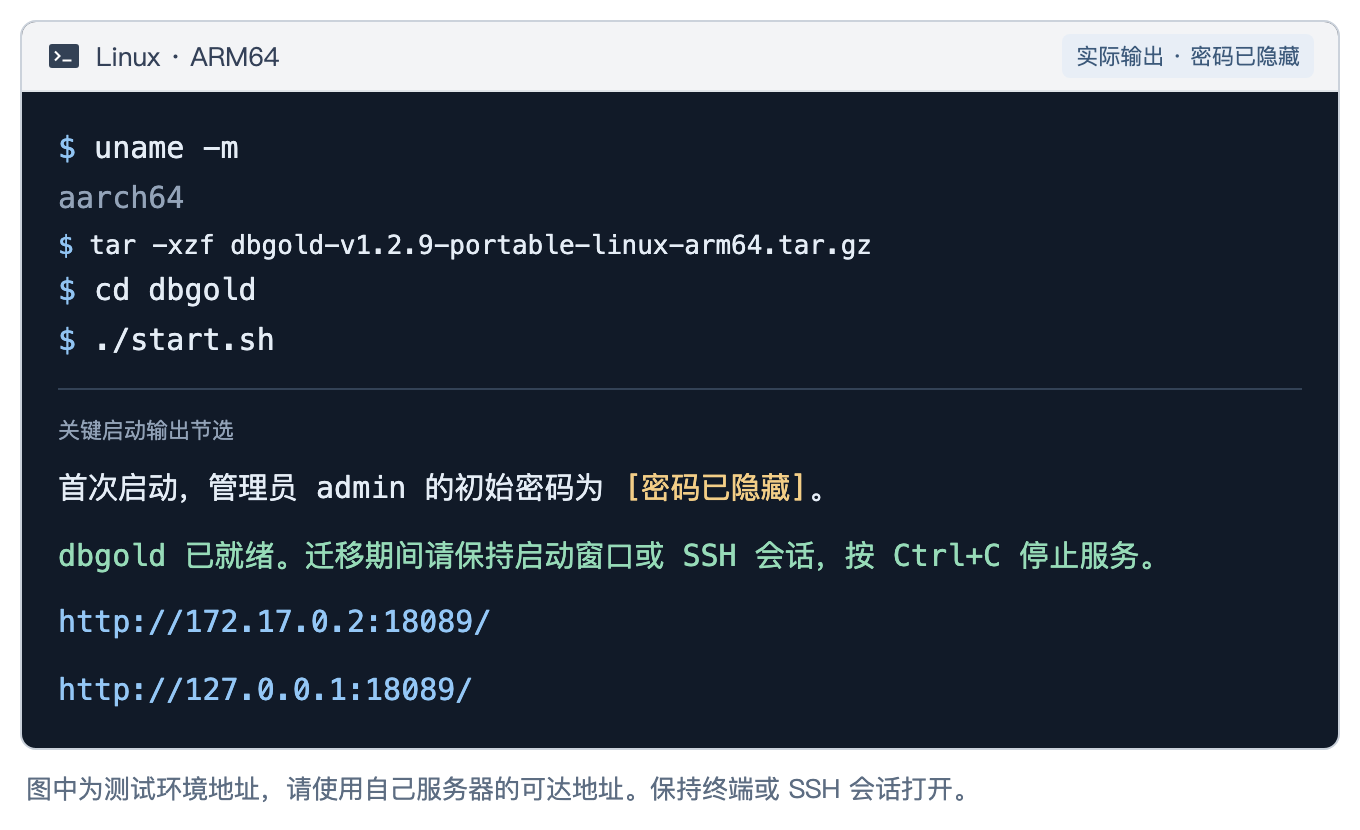 Linux · ARM64
实际输出 · 密码已隐藏
$ uname -m
aarch64
$ tar -xzf dbgold-v1.2.9-portable-linux-arm64.tar.gz
$ cd dbgold
$ ./start.sh
关键启动输出节选
首次启动，管理员 admin 的初始密码为 [密码已隐藏]。
dbgold 已就绪。迁移期间请保持启动窗口或 SSH 会话，按 Ctrl+C 停止服务。
http://172.17.0.2:18089/
http://127.0.0.1:18089/
图中为测试环境地址，请使用自己服务器的可达地址。保持终端或 SSH 会话打开。